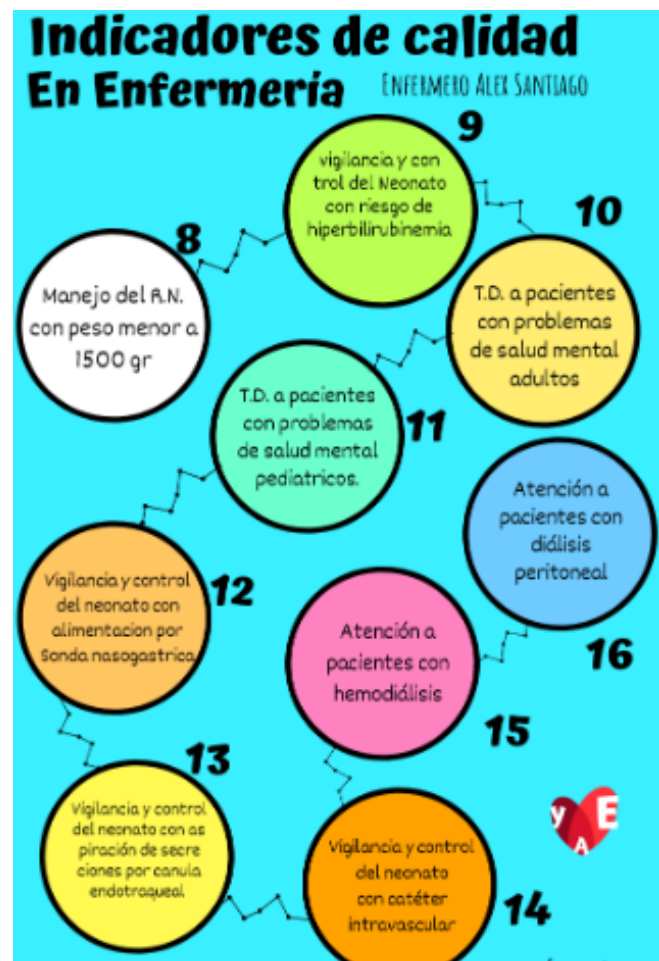 Indicadores de calidad
En Enfermería
ENFERMERO ALEX SANTIAGO
8
Manejo del R.N.
con peso menor a
1500 gr
9
vigilancia y con
trol del Neonato
con riesgo de
hiperbilirubinemia
10
T.D. a pacientes
con problemas
de salud mental
adultos
11
T.D. a pacientes
con problemas
de salud mental
pediatricos.
12
Vigilancia y control
del neonato con
alimentacion por
Sonda nasogastrica
13
Vigilancia y control
del neonato con as
piración de secre
ciones por canula
endotraqueal
14
Vigilancia y control
del neonato
con catéter
intravascular
15
Atención a
pacientes con
hemodiálisis
16
Atención a
pacientes con
diálisis
peritoneal
y E
A